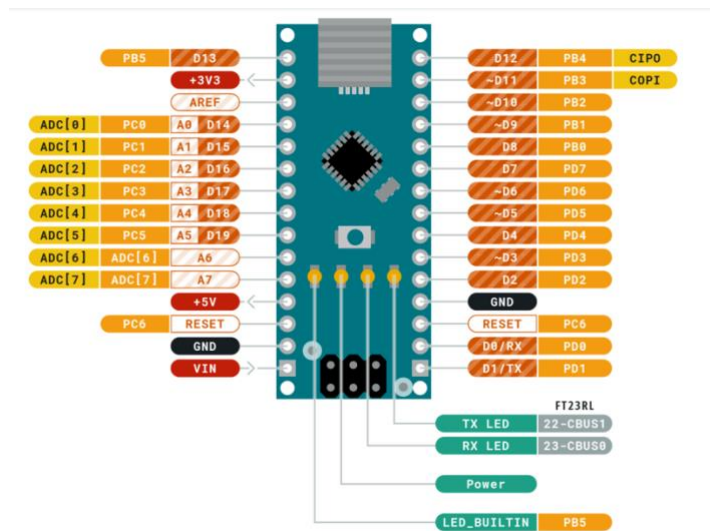 PB5 D13 D12 PB4 CIPO
+3V3 ~D11 PB3 COPI
AREF ~D10 PB2
ADC[0] PC0 A0 D14 ~D9 PB1
ADC[1] PC1 A1 D15 D8 PB0
ADC[2] PC2 A2 D16 D7 PD7
ADC[3] PC3 A3 D17 ~D6 PD6
ADC[4] PC4 A4 D18 ~D5 PD5
ADC[5] PC5 A5 D19 D4 PD4
ADC[6] ADC[6] A6 ~D3 PD3
ADC[7] ADC[7] A7 D2 PD2
+5V GND
PC6 RESET RESET PC6
GND D0/RX PD0
VIN D1/TX PD1
FT23RL
TX LED 22-CBUS1
RX LED 23-CBUS0
Power
LED_BUILTIN PB5